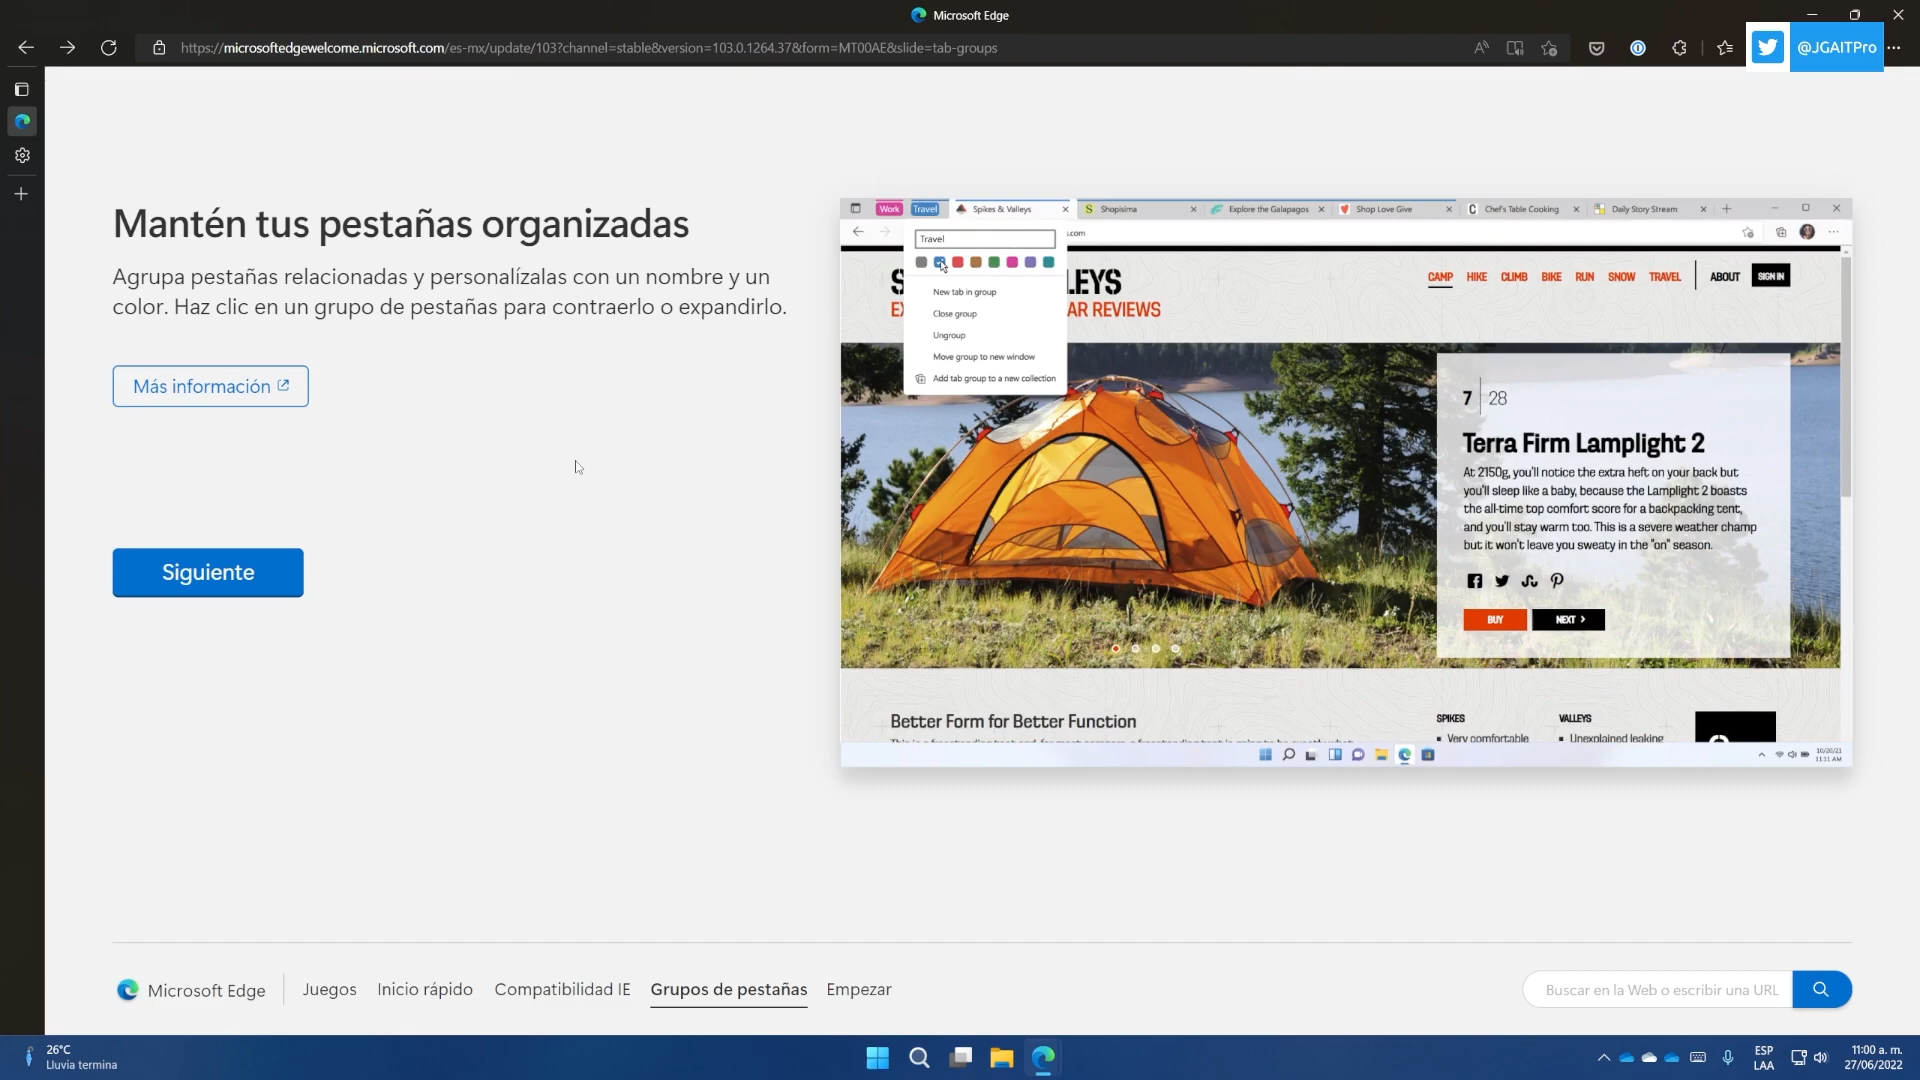 Microsoft Edge
https://microsoftedgewelcome.microsoft.com/es-mx/update/103?channel=stable&version=103.0.1264.37&form=MT00AE&slide=tab-groups
@JGAITPro
Mantén tus pestañas organizadas
Agrupa pestañas relacionadas y personalízalas con un nombre y un
color. Haz clic en un grupo de pestañas para contraerlo o expandirlo.
Más información
Siguiente
Work
Travel
Spikes & Valleys
Shopisima
Explore the Galapagos
Shop Love Give
Chef's Table Cooking
Daily Story Stream
s.com
Travel
New tab in group
Close group
Ungroup
Move group to new window
Add tab group to a new collection
CAMP HIKE CLIMB BIKE RUN SNOW TRAVEL ABOUT SIGN IN
AR REVIEWS
7 28
Terra Firm Lamplight 2
At 2150g, you'll notice the extra heft on your back but
you'll sleep like a baby, because the Lamplight 2 boasts
the all-time top comfort score for a backpacking tent,
and you'll stay warm too. This is a severe weather champ
but it won't leave you sweaty in the "on" season.
BUY
NEXT
Better Form for Better Function
SPIKES
Very comfortable
VALLEYS
Unexplained leaking
10/20/21
11:11 AM
Microsoft Edge
Juegos
Inicio rápido
Compatibilidad IE
Grupos de pestañas
Empezar
Buscar en la Web o escribir una URL
26°C
Lluvia termina
ESP
LAA
11:00 a. m.
27/06/2022